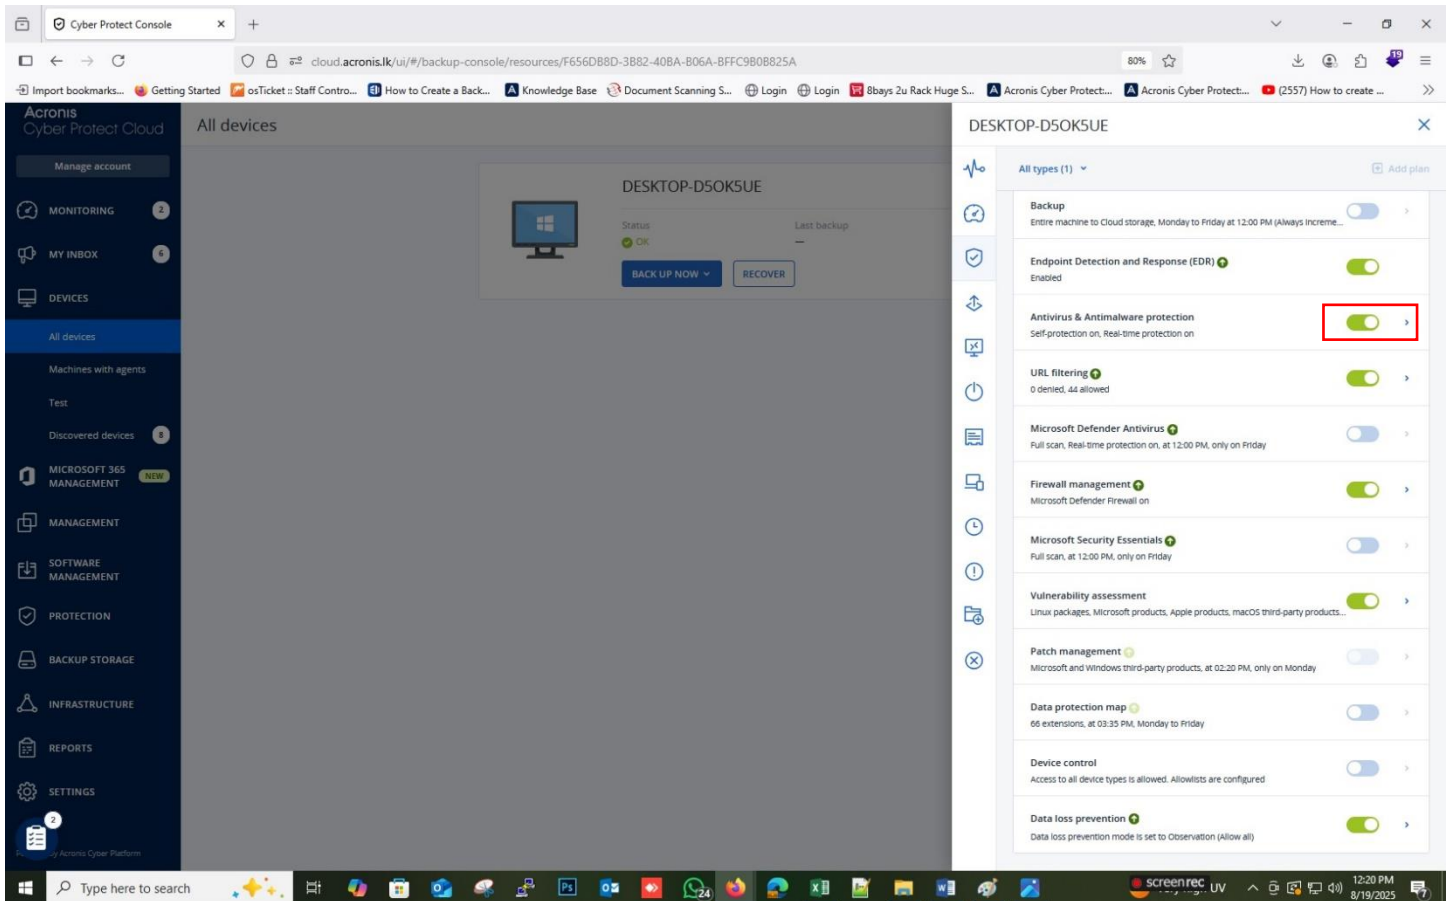 Cyber Protect Console
cloud.acronis.lk/ui/#/backup-console/resources/F656DB8D-3B82-40BA-B06A-BFFC9B0B825A
80%
19
Import bookmarks... Getting Started osTicket :: Staff Contro... How to Create a Back... Knowledge Base Document Scanning S... Login Login 8bays 2u Rack Huge S... Acronis Cyber Protect:... Acronis Cyber Protect:... (2557) How to create ...
Acronis
Cyber Protect Cloud
Manage account
MONITORING 2
MY INBOX 6
DEVICES
All devices
Machines with agents
Test
Discovered devices 8
MICROSOFT 365 MANAGEMENT NEW
MANAGEMENT
SOFTWARE MANAGEMENT
PROTECTION
BACKUP STORAGE
INFRASTRUCTURE
REPORTS
SETTINGS
2
by Acronis Cyber Platform
All devices
DESKTOP-D5OK5UE
Status
OK
Last backup
—
BACK UP NOW
RECOVER
DESKTOP-D5OK5UE
All types (1)
Add plan
Backup
Entire machine to Cloud storage, Monday to Friday at 12:00 PM (Always Increme...
Endpoint Detection and Response (EDR)
Enabled
Antivirus & Antimalware protection
Self-protection on, Real-time protection on
URL filtering
0 denied, 44 allowed
Microsoft Defender Antivirus
Full scan, Real-time protection on, at 12:00 PM, only on Friday
Firewall management
Microsoft Defender Firewall on
Microsoft Security Essentials
Full scan, at 12:00 PM, only on Friday
Vulnerability assessment
Linux packages, Microsoft products, Apple products, macOS third-party products...
Patch management
Microsoft and Windows third-party products, at 02:20 PM, only on Monday
Data protection map
66 extensions, at 03:35 PM, Monday to Friday
Device control
Access to all device types is allowed. Allowlists are configured
Data loss prevention
Data loss prevention mode is set to Observation (Allow all)
Type here to search
Ps
24
screenrec
UV
12:20 PM
8/19/2025
7